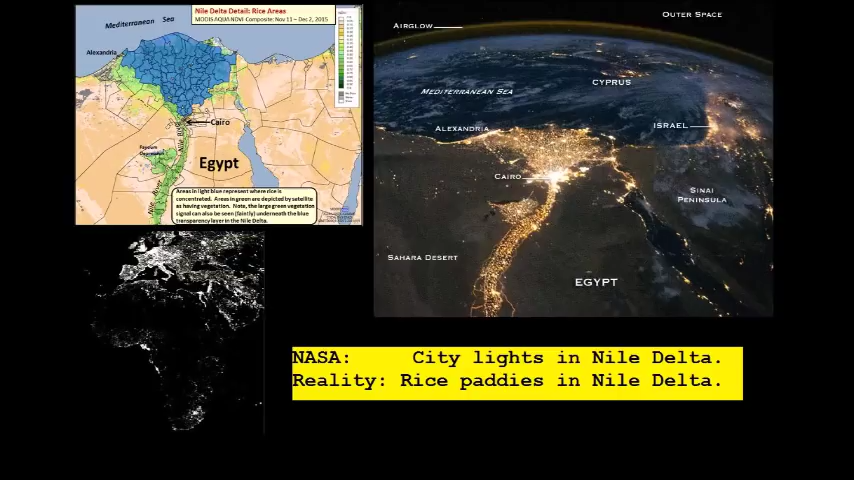 Nile Delta Detail: Rice Areas
MODIS AQUA NDVI Composite: Nov 11 – Dec 2, 2015
Mediterranean Sea
Alexandria
Cairo
Nile
Egypt
Areas in light blue represent where rice is
concentrated. Areas in green are depicted by satellite
as having vegetation. Note, the large green vegetation
signal can also be seen (faintly) underneath the blue
transparency layer in the Nile Delta.
OUTER SPACE
AIRGLOW
CYPRUS
MEDITERRANEAN SEA
ISRAEL
ALEXANDRIA
CAIRO
SINAI
PENINSULA
SAHARA DESERT
EGYPT
NASA: City lights in Nile Delta.
Reality: Rice paddies in Nile Delta.